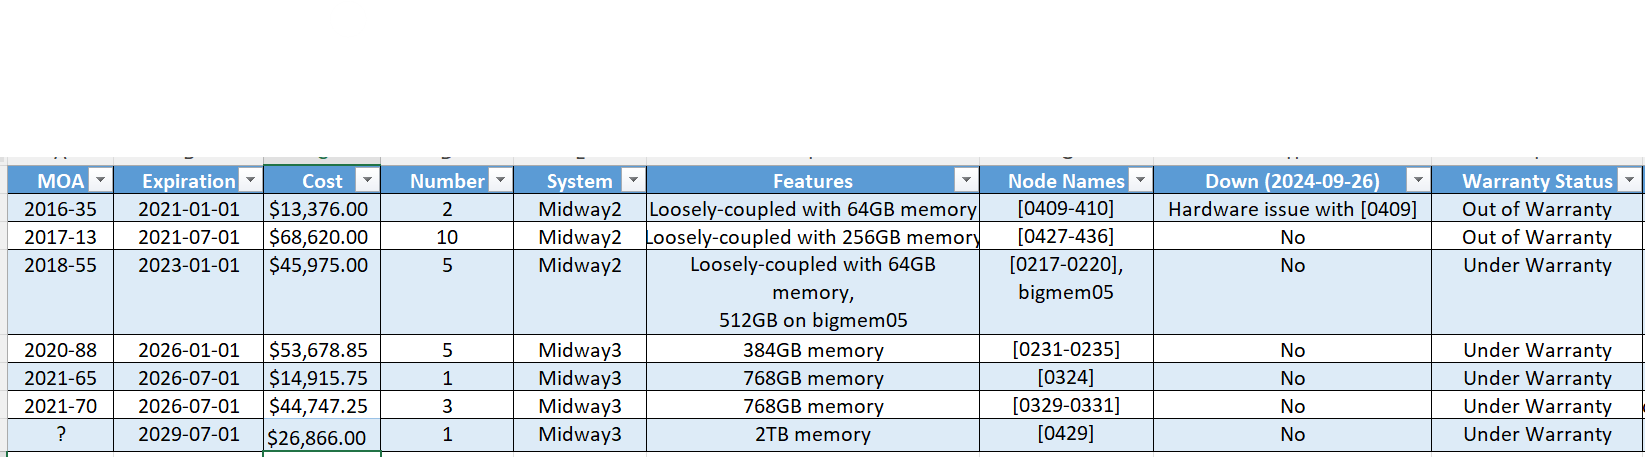 MOA Expiration Cost Number System Features Node Names Down (2024-09-26) Warranty Status
2016-35 2021-01-01 $13,376.00 2 Midway2 Loosely-coupled with 64GB memory [0409-410] Hardware issue with [0409] Out of Warranty
2017-13 2021-07-01 $68,620.00 10 Midway2 Loosely-coupled with 256GB memory [0427-436] No Out of Warranty
2018-55 2023-01-01 $45,975.00 5 Midway2 Loosely-coupled with 64GB [0217-0220], No Under Warranty
memory, bigmem05
512GB on bigmem05
2020-88 2026-01-01 $53,678.85 5 Midway3 384GB memory [0231-0235] No Under Warranty
2021-65 2026-07-01 $14,915.75 1 Midway3 768GB memory [0324] No Under Warranty
2021-70 2026-07-01 $44,747.25 3 Midway3 768GB memory [0329-0331] No Under Warranty
? 2029-07-01 $26,866.00 1 Midway3 2TB memory [0429] No Under Warranty